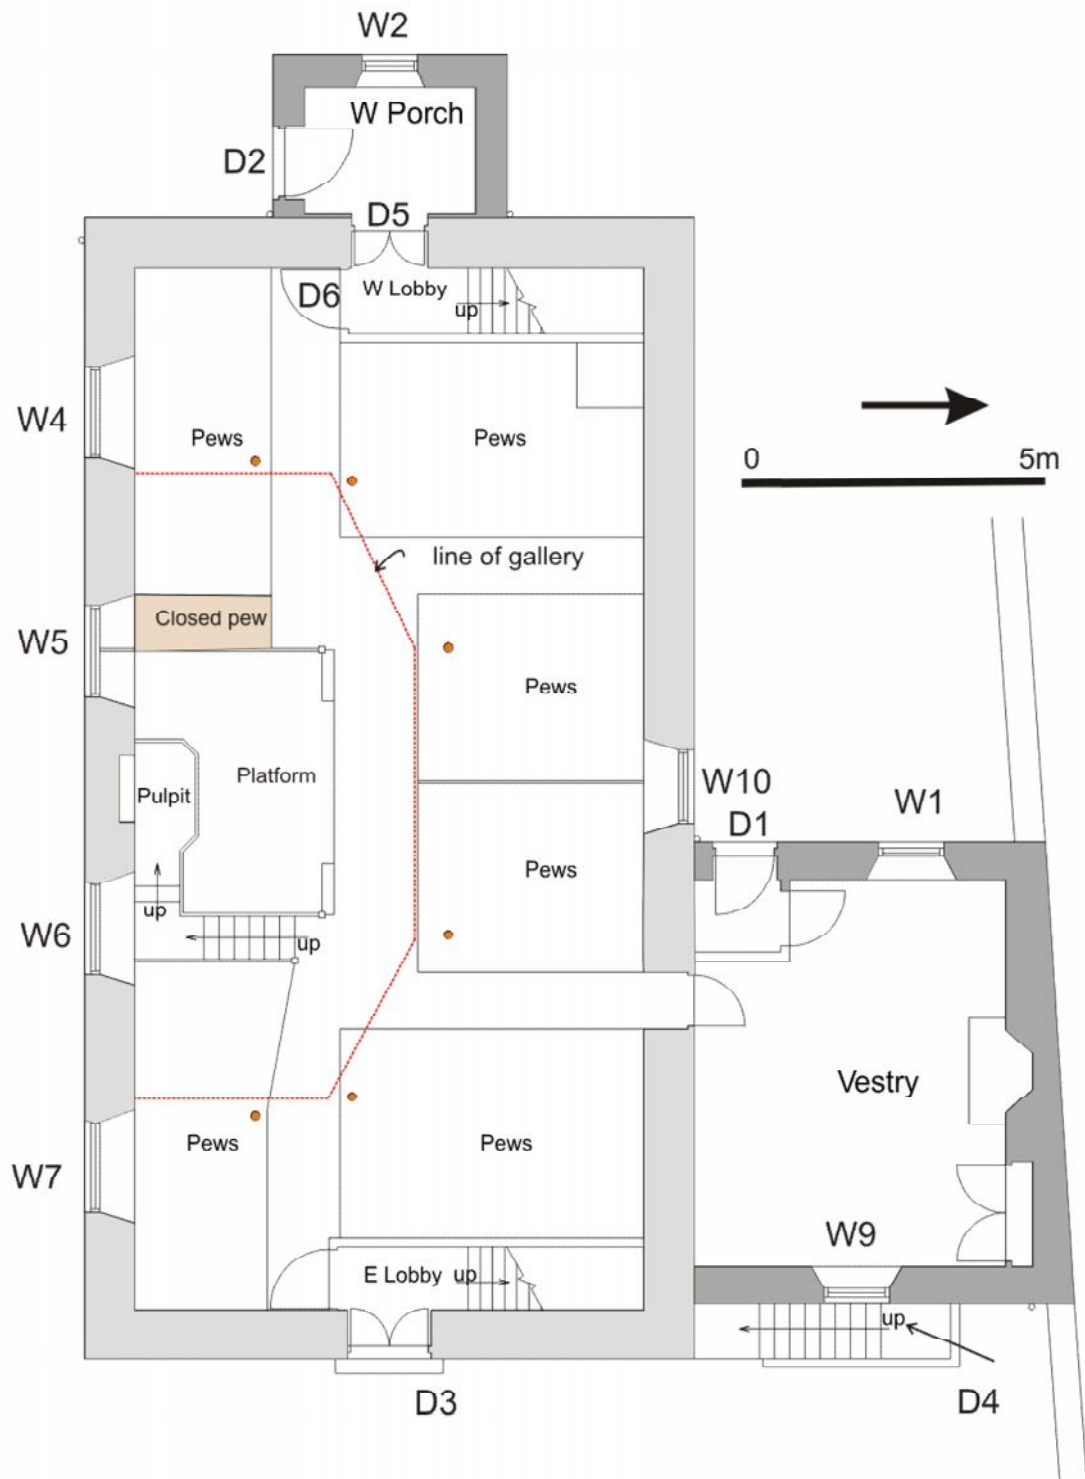 W2
W Porch
D2
D5
D6
W Lobby
up
W4
Pews
Pews
0 5m
line of gallery
Closed pew
W5
Pews
Platform
Pulpit
W10
W1
D1
Pews
up
W6
up
Vestry
Pews
Pews
W7
W9
E Lobby up
up
D3
D4